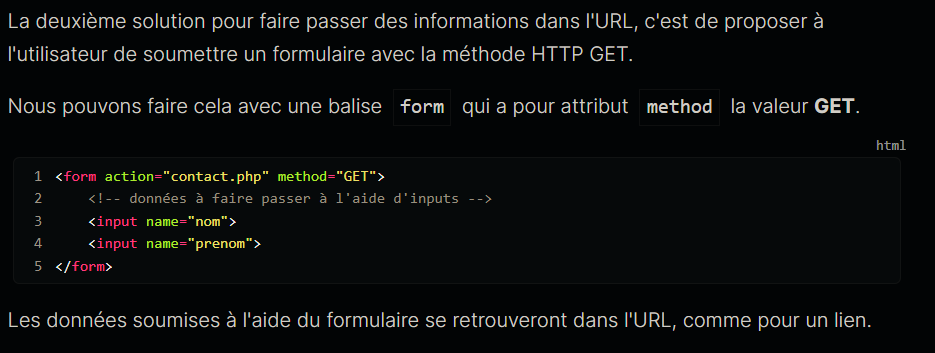 La deuxième solution pour faire passer des informations dans l'URL, c'est de proposer à
l'utilisateur de soumettre un formulaire avec la méthode HTTP GET.
Nous pouvons faire cela avec une balise form qui a pour attribut method la valeur GET.
html
1 <form action="contact.php" method="GET">
2     <!-- données à faire passer à l'aide d'inputs -->
3     <input name="nom">
4     <input name="prenom">
5 </form>
Les données soumises à l'aide du formulaire se retrouveront dans l'URL, comme pour un lien.